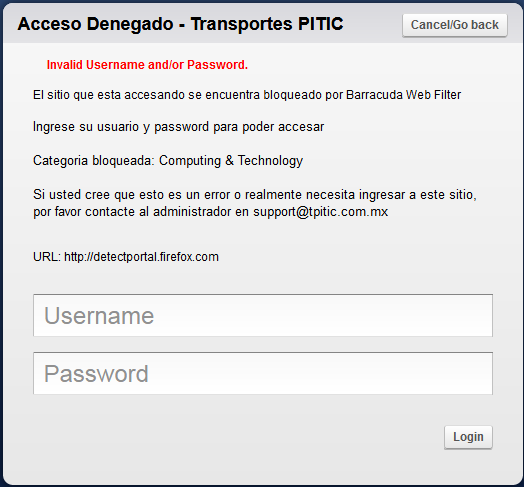 Acceso Denegado - Transportes PITIC
Cancel/Go back
Invalid Username and/or Password.
El sitio que esta accesando se encuentra bloqueado por Barracuda Web Filter
Ingrese su usuario y password para poder accesar
Categoria bloqueada: Computing & Technology
Si usted cree que esto es un error o realmente necesita ingresar a este sitio,
por favor contacte al administrador en support@tpitic.com.mx
URL: http://detectportal.firefox.com
Username
Password
Login